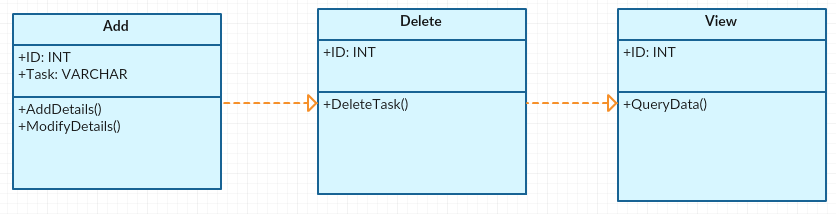 Add
+ID: INT
+Task: VARCHAR
+AddDetails()
+ModifyDetails()
Delete
+ID: INT
+DeleteTask()
View
+ID: INT
+QueryData()